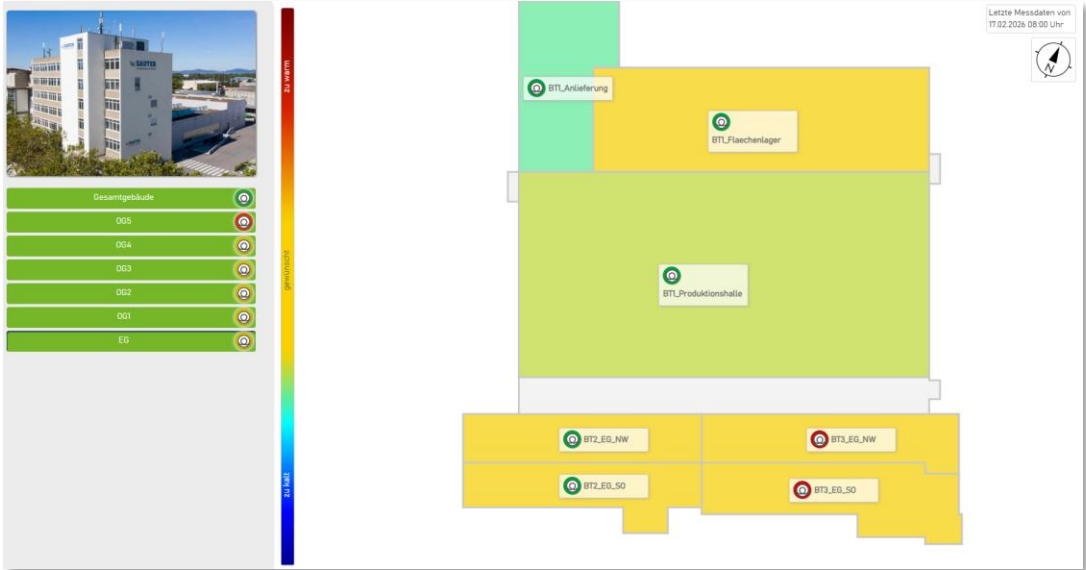 SAUTER
Gesamtgebäude
OG5
OG4
OG3
OG2
OG1
EG
zu warm
gewünscht
zu kalt
Letzte Messdaten von
17.02.2026 08:00 Uhr
N
BT1_Anlieferung
BT1_Flaechenlager
BT1_Produktionshalle
BT2_EG_NW
BT3_EG_NW
BT2_EG_SO
BT3_EG_SO